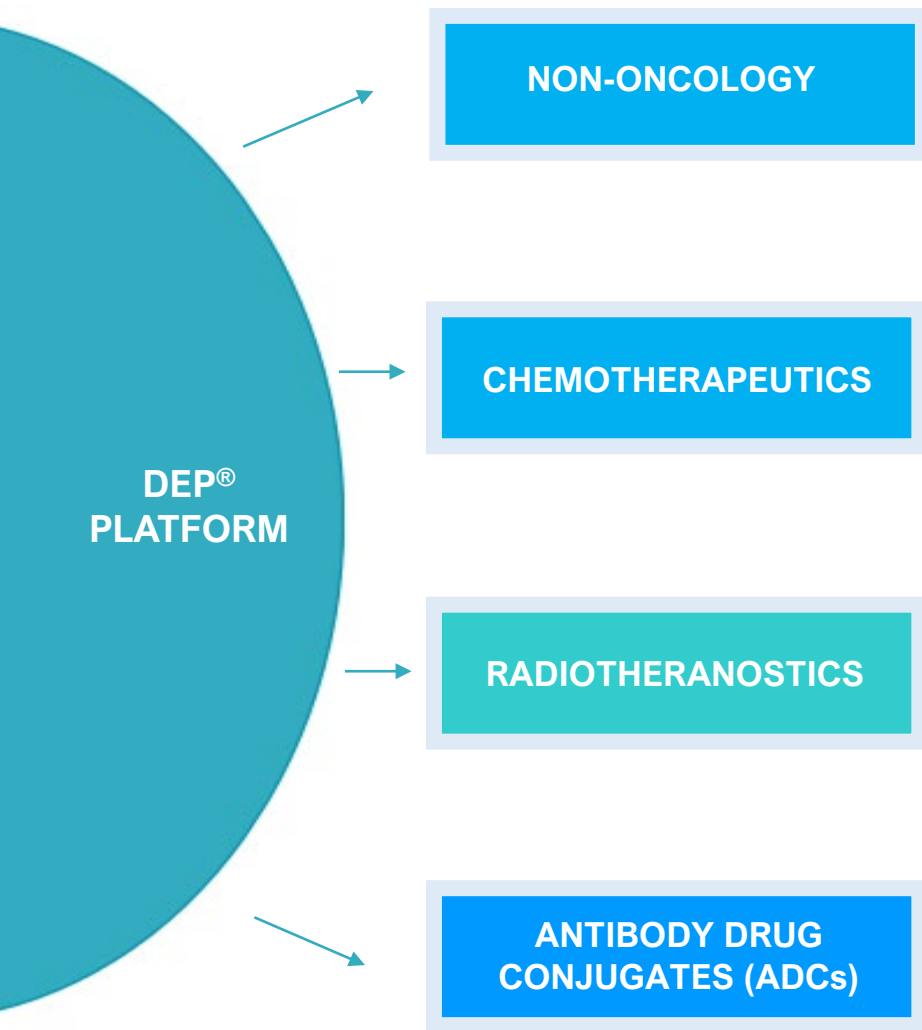 NON-ONCOLOGY
CHEMOTHERAPEUTICS
DEP®
PLATFORM
RADIOTHERANOSTICS
ANTIBODY DRUG
CONJUGATES (ADCs)